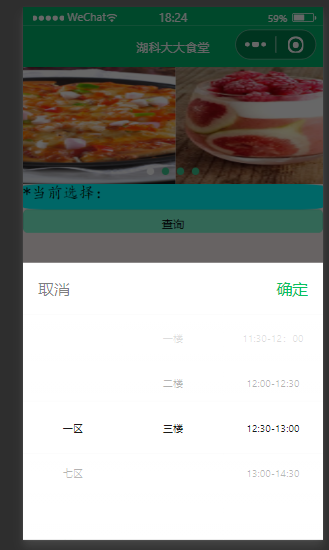 WeChat 18:24 59%
湖科大大食堂
*当前选择：
查询
取消 确定
一楼 11:30-12：00
二楼 12:00-12:30
一区 三楼 12:30-13:00
七区 13:00-14:30